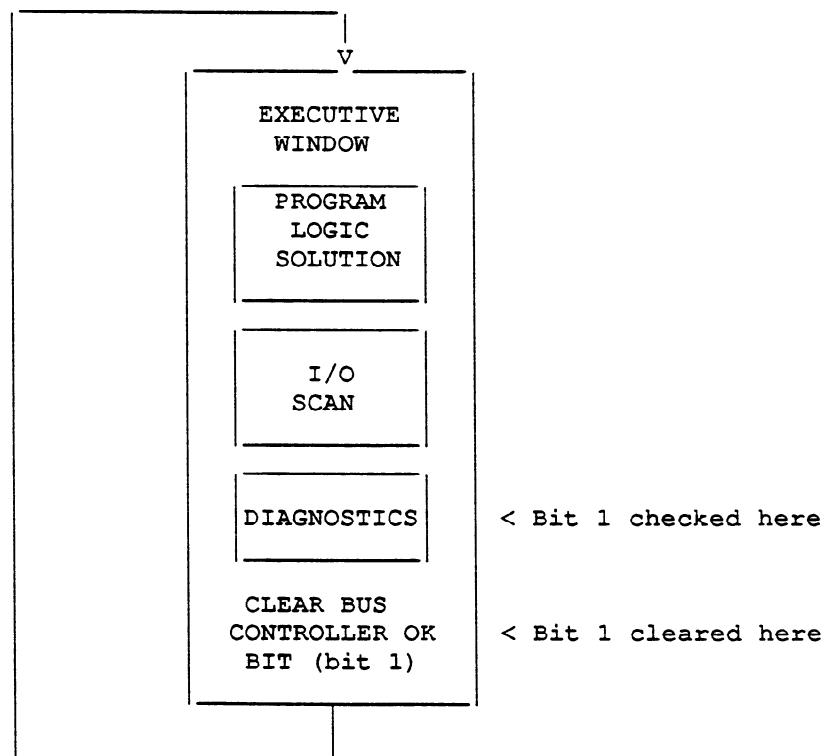 V
EXECUTIVE
WINDOW
PROGRAM
LOGIC
SOLUTION
I/O
SCAN
DIAGNOSTICS
< Bit 1 checked here
CLEAR BUS
CONTROLLER OK
BIT (bit 1)
< Bit 1 cleared here